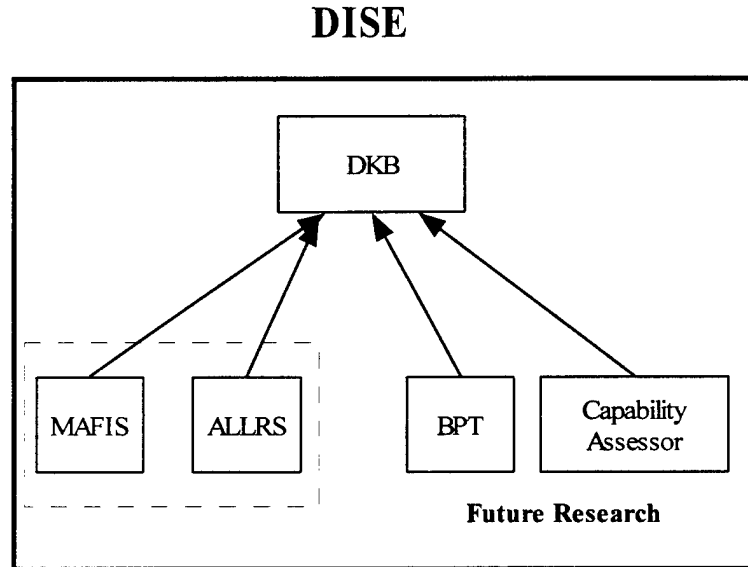 DISE
DKB
MAFIS
ALLRS
BPT
Capability
Assessor
Future Research